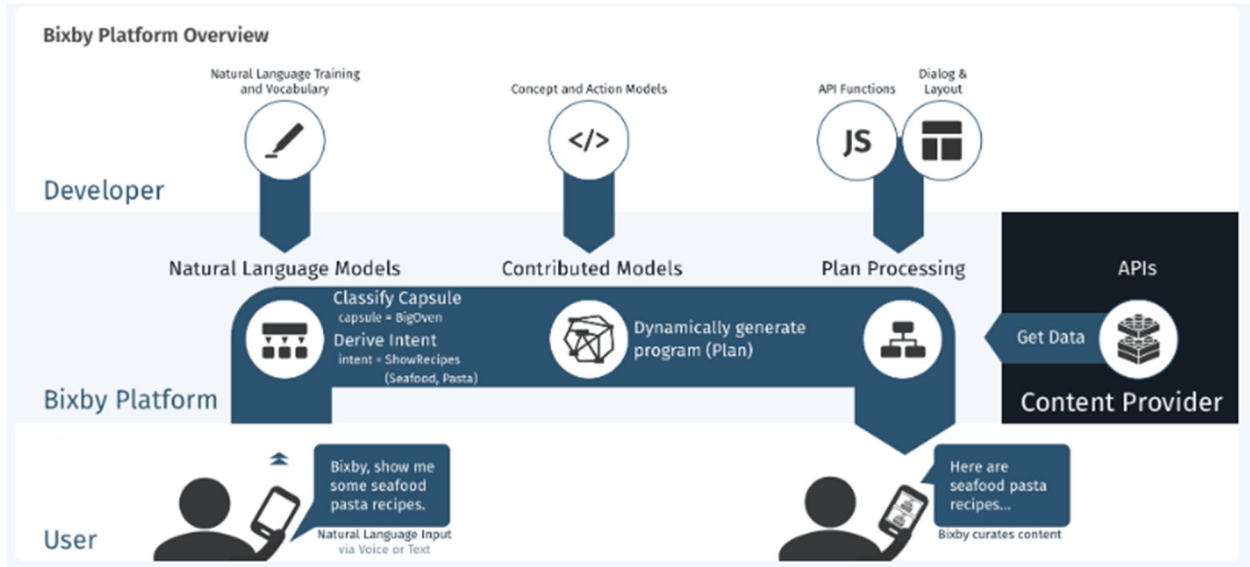 Bixby Platform Overview
Natural Language Training
and Vocabulary
Concept and Action Models
API Functions
Dialog &
Layout
</>
JS
Developer
Natural Language Models
Contributed Models
Plan Processing
APIs
Classify Capsule
capsule = BigOven
Derive Intent
intent = ShowRecipes
(Seafood, Pasta)
Dynamically generate
program (Plan)
Get Data
Bixby Platform
Content Provider
Bixby, show me
some seafood
pasta recipes.
Natural Language Input
via Voice or Text
Here are
seafood pasta
recipes...
Bixby curates content
User